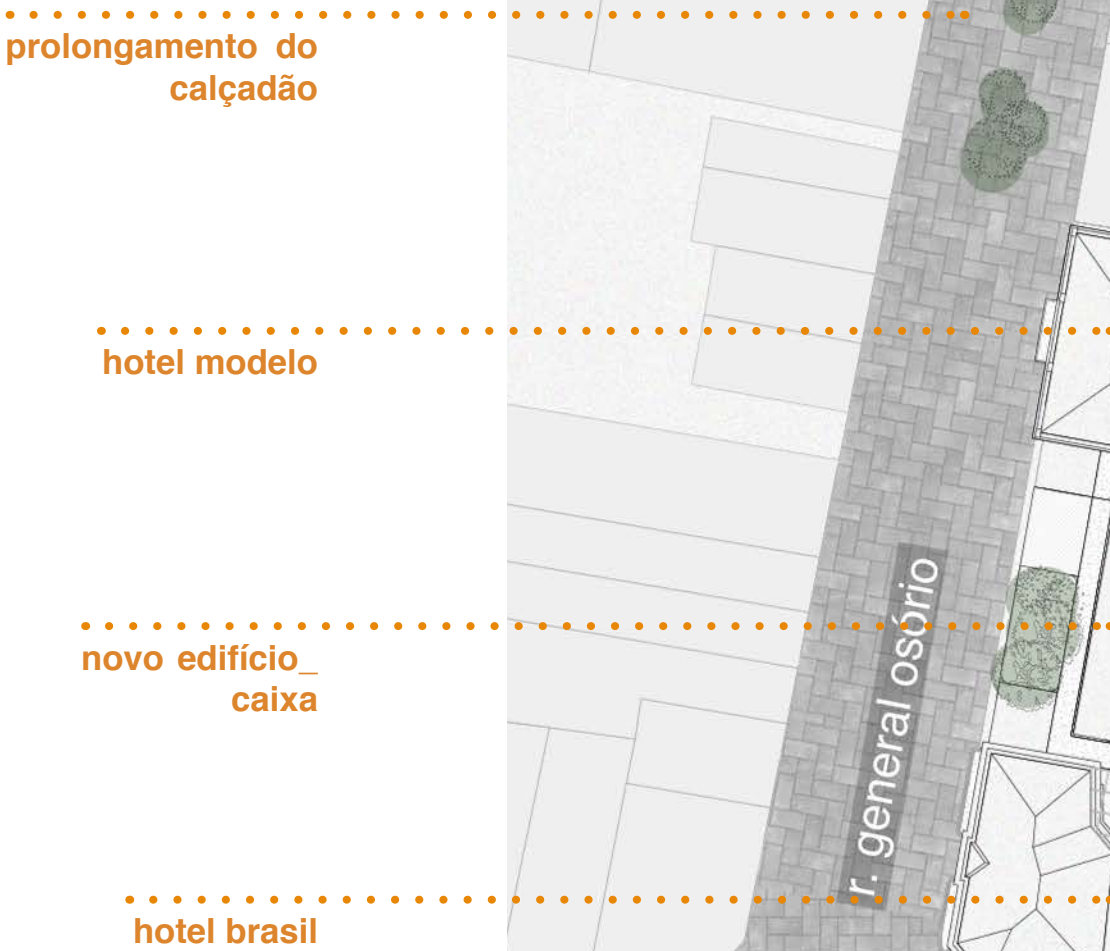 prolongamento do
calçadão
hotel modelo
novo edifício_
caixa
r. general osório
hotel brasil